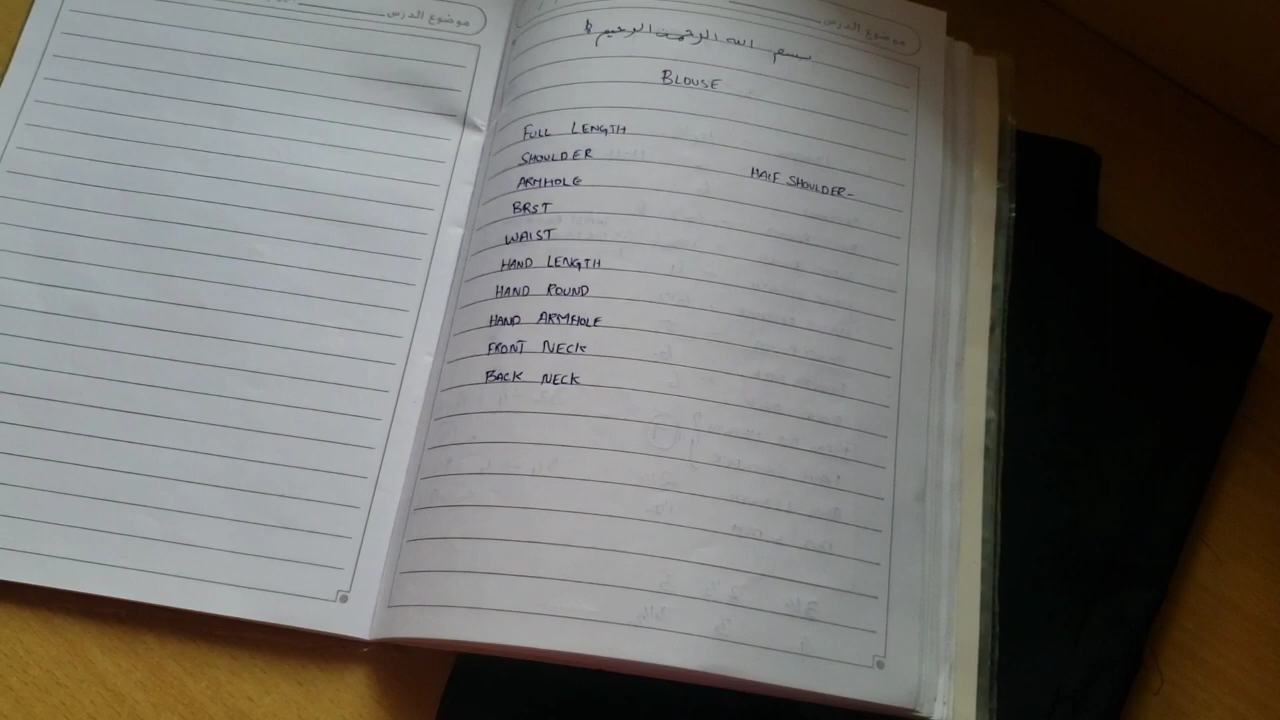 موضوع الدرس
موضوع الدرس
بسم الله الرحمن الرحيم
BLOUSE
FULL LENGTH
SHOULDER
HALF SHOULDER-
ARMHOLE
BRST
WAIST
HAND LENGTH
HAND ROUND
HAND ARMHOLE
FRONT NECK
BACK NECK